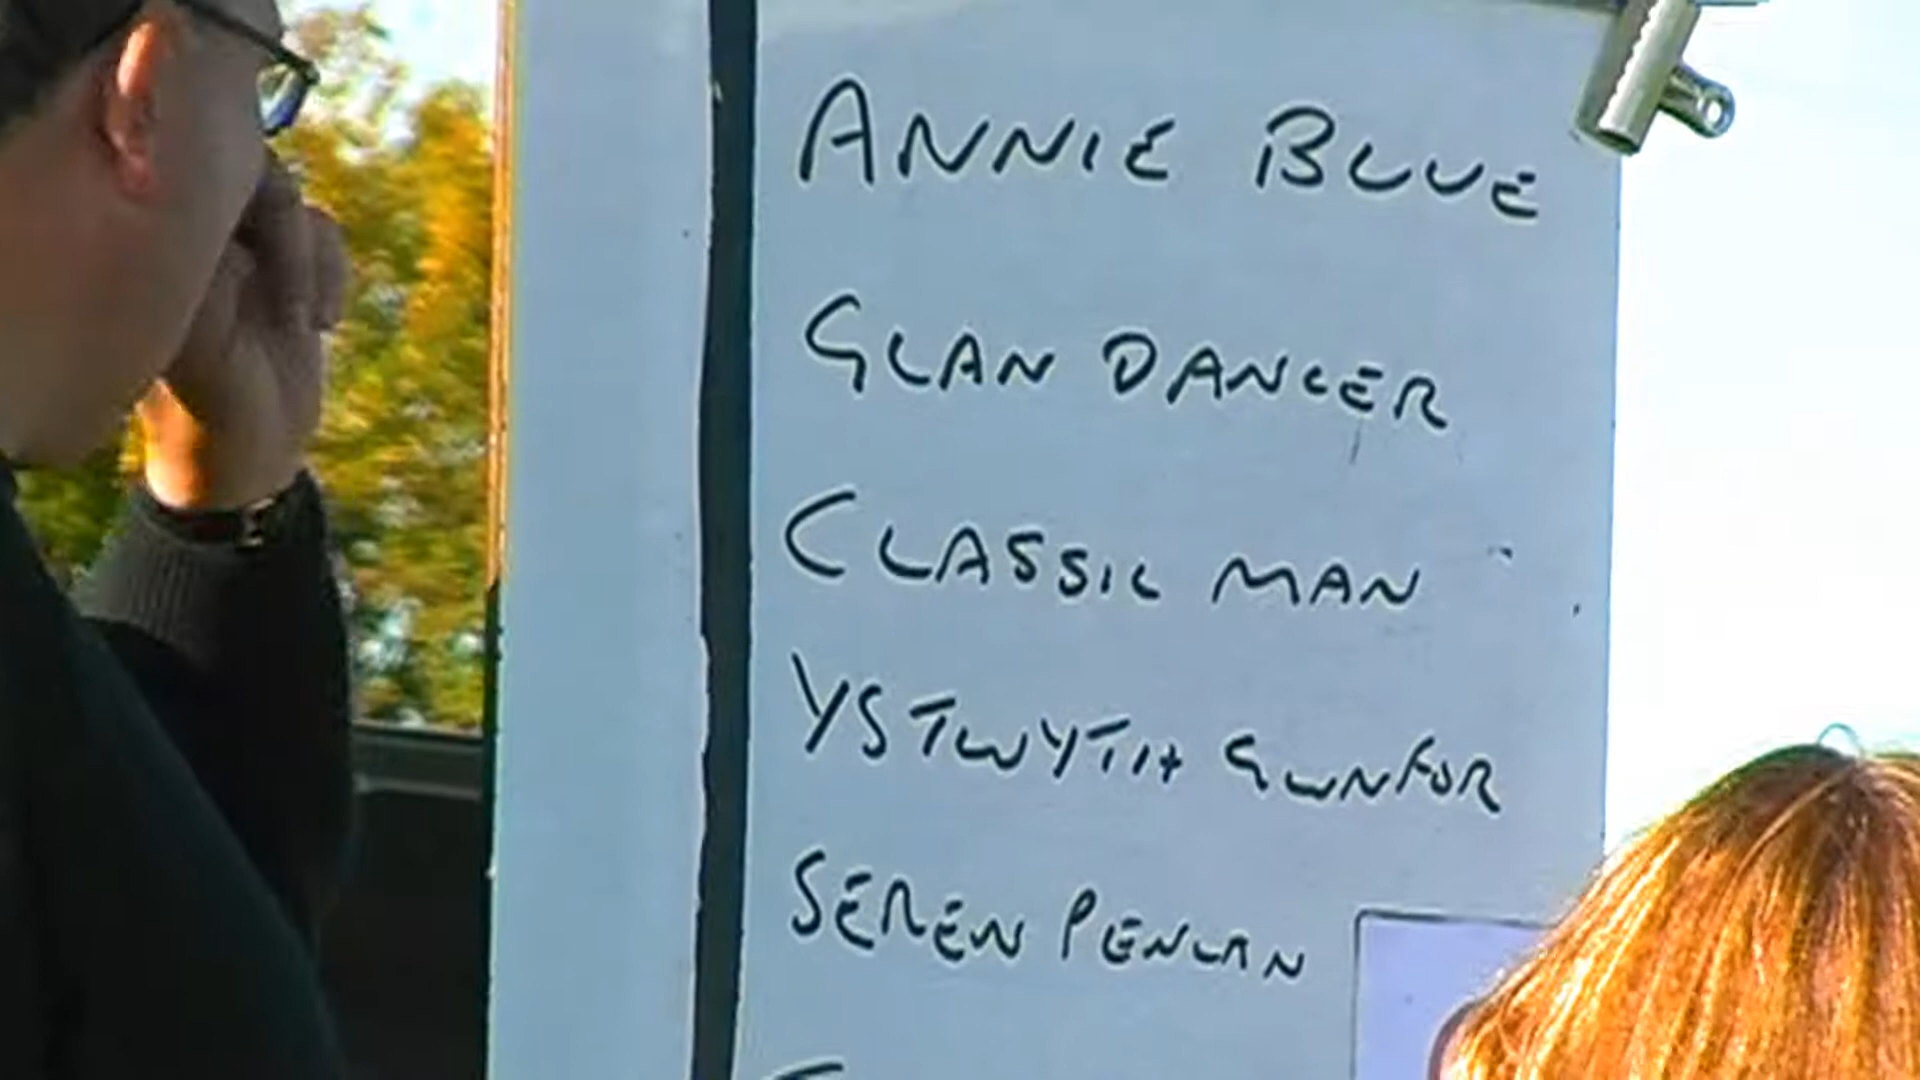 ANNIE BLUE
GLAN DANCER
CLASSIC MAN
YSTWYTH GWNFOR
SEREN PENLAN